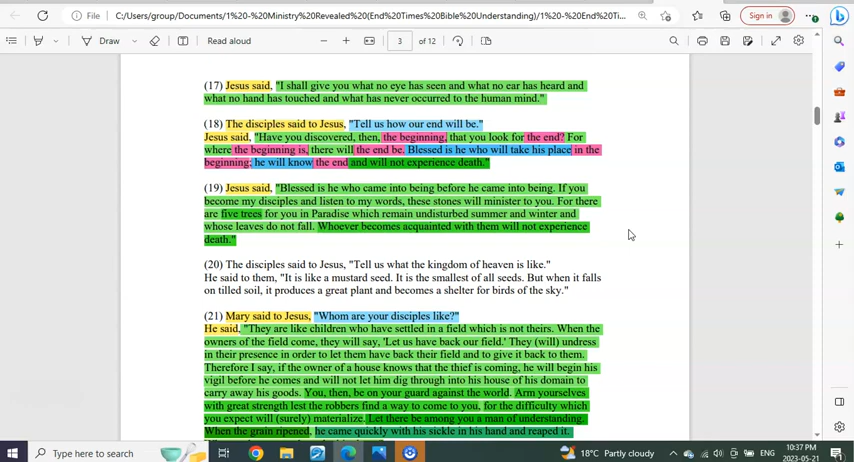 File
C:/Users/group/Documents/1%20-%20Ministry%20Revealed%20(End%20Times%20Bible%20Understanding)/1%20-%20End%20Ti...
Sign in
Draw
Read aloud
3
of 12
(17) Jesus said, "I shall give you what no eye has seen and what no ear has heard and
what no hand has touched and what has never occurred to the human mind."
(18) The disciples said to Jesus, "Tell us how our end will be."
Jesus said, "Have you discovered, then, the beginning, that you look for the end? For
where the beginning is, there will the end be. Blessed is he who will take his place in the
beginning; he will know the end and will not experience death."
(19) Jesus said, "Blessed is he who came into being before he came into being. If you
become my disciples and listen to my words, these stones will minister to you. For there
are five trees for you in Paradise which remain undisturbed summer and winter and
whose leaves do not fall. Whoever becomes acquainted with them will not experience
death."
(20) The disciples said to Jesus, "Tell us what the kingdom of heaven is like."
He said to them, "It is like a mustard seed. It is the smallest of all seeds. But when it falls
on tilled soil, it produces a great plant and becomes a shelter for birds of the sky."
(21) Mary said to Jesus, "Whom are your disciples like?"
He said, "They are like children who have settled in a field which is not theirs. When the
owners of the field come, they will say, 'Let us have back our field.' They (will) undress
in their presence in order to let them have back their field and to give it back to them.
Therefore I say, if the owner of a house knows that the thief is coming, he will begin his
vigil before he comes and will not let him dig through into his house of his domain to
carry away his goods. You, then, be on your guard against the world. Arm yourselves
with great strength lest the robbers find a way to come to you, for the difficulty which
you expect will (surely) materialize. Let there be among you a man of understanding.
When the grain ripened, he came quickly with his sickle in his hand and reaped it.
Type here to search
18°C Partly cloudy
ENG
10:37 PM
2023-05-21